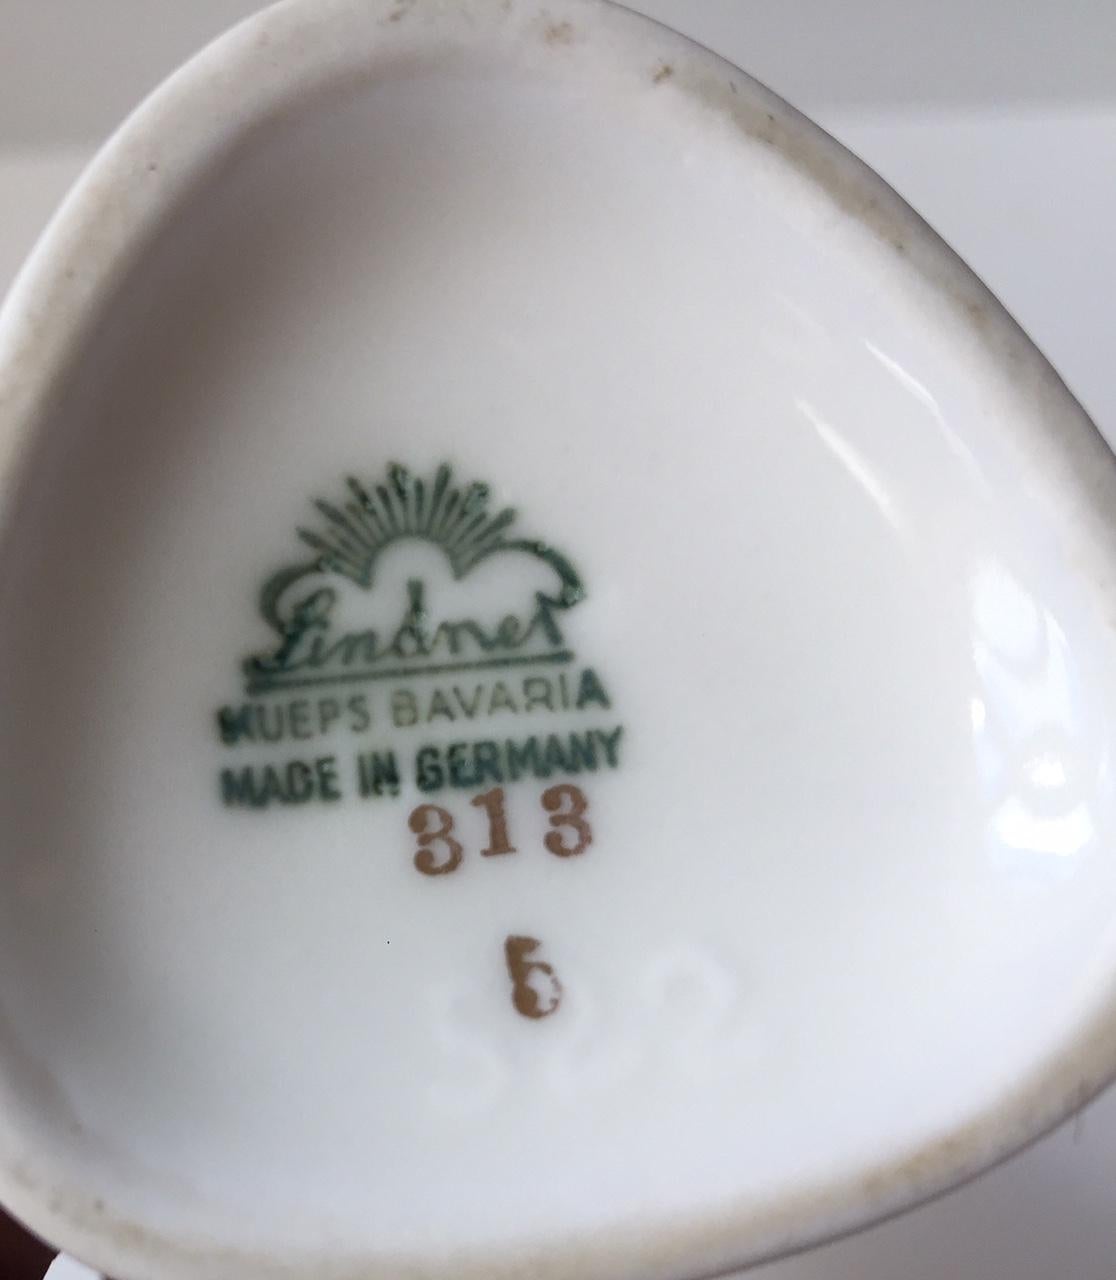 Lindner
KUEPS BAVARIA
MADE IN GERMANY
313
5